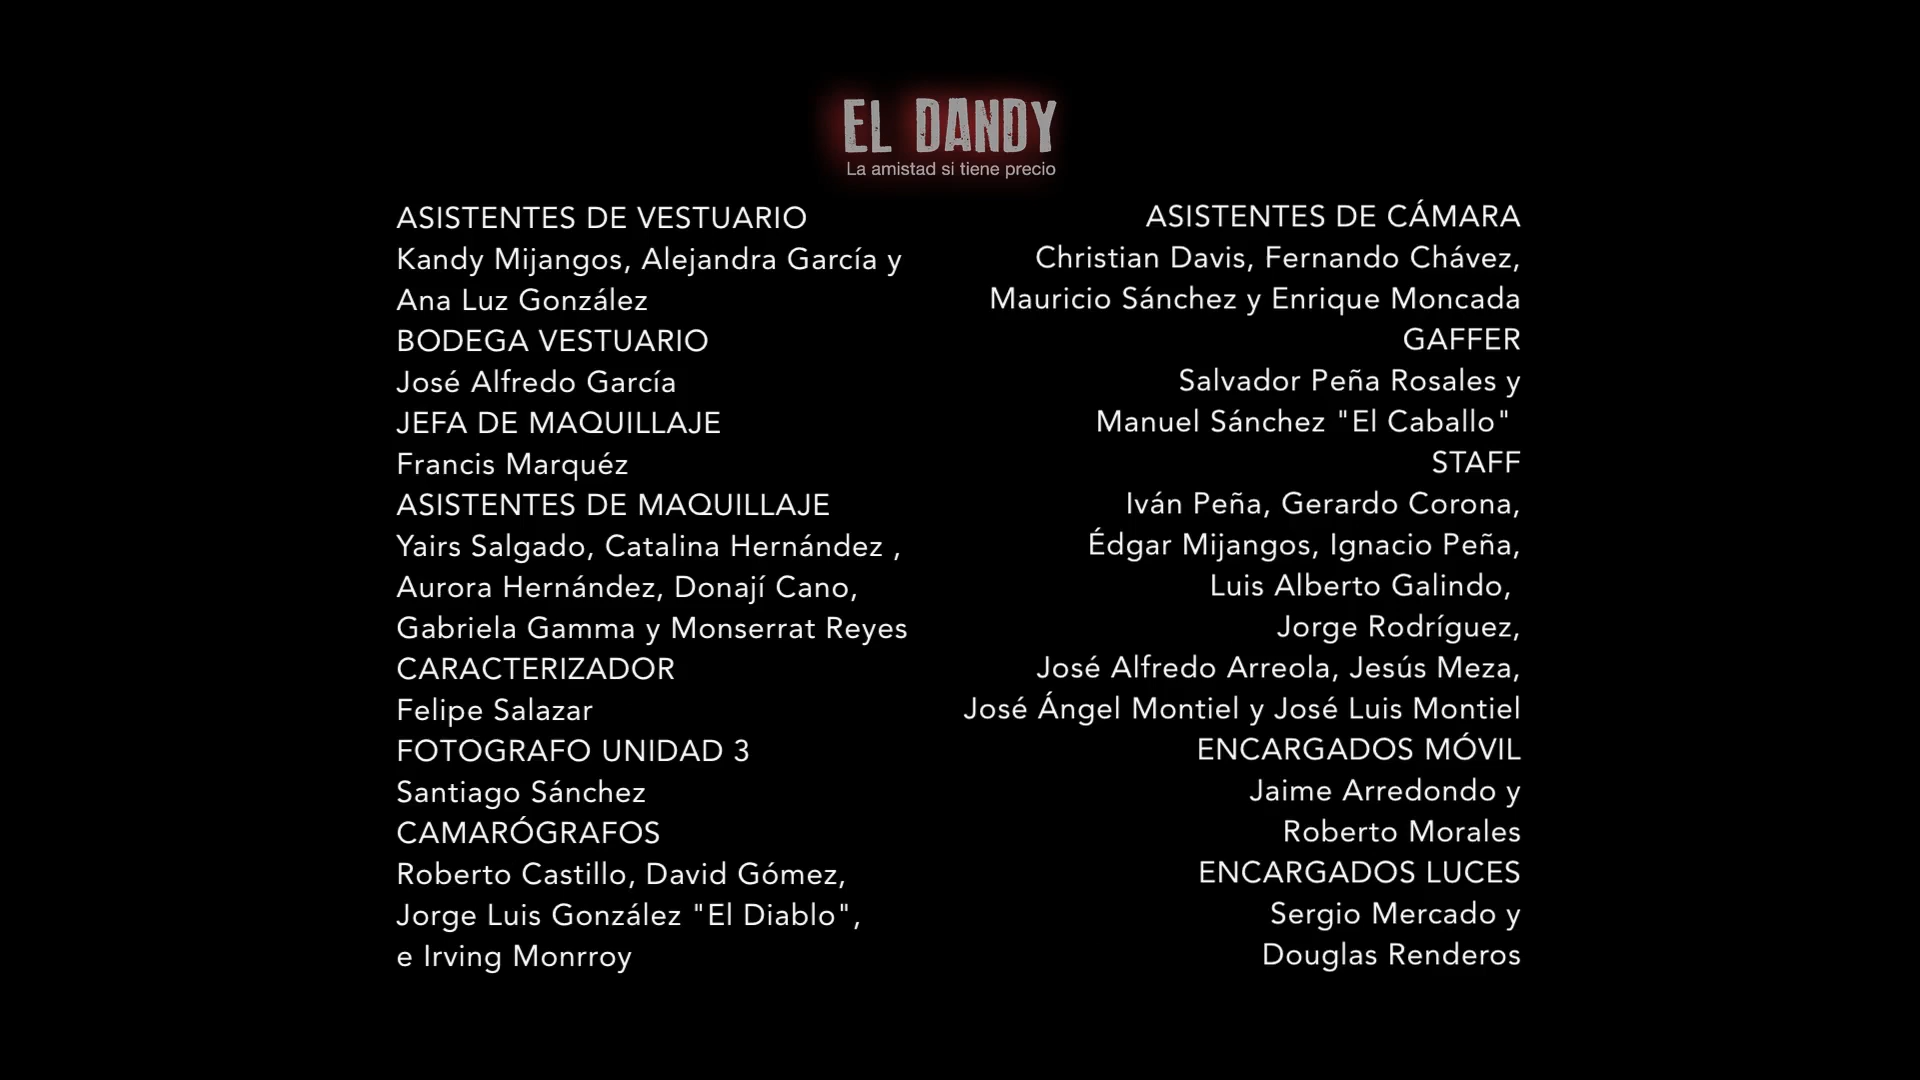 EL DANDY
La amistad si tiene precio
ASISTENTES DE VESTUARIO
Kandy Mijangos, Alejandra García y
Ana Luz González
BODEGA VESTUARIO
José Alfredo García
JEFA DE MAQUILLAJE
Francis Marquéz
ASISTENTES DE MAQUILLAJE
Yairs Salgado, Catalina Hernández ,
Aurora Hernández, Donají Cano,
Gabriela Gamma y Monserrat Reyes
CARACTERIZADOR
Felipe Salazar
FOTOGRAFO UNIDAD 3
Santiago Sánchez
CAMARÓGRAFOS
Roberto Castillo, David Gómez,
Jorge Luis González "El Diablo",
e Irving Monrroy
ASISTENTES DE CÁMARA
Christian Davis, Fernando Chávez,
Mauricio Sánchez y Enrique Moncada
GAFFER
Salvador Peña Rosales y
Manuel Sánchez "El Caballo"
STAFF
Iván Peña, Gerardo Corona,
Édgar Mijangos, Ignacio Peña,
Luis Alberto Galindo,
Jorge Rodríguez,
José Alfredo Arreola, Jesús Meza,
José Ángel Montiel y José Luis Montiel
ENCARGADOS MÓVIL
Jaime Arredondo y
Roberto Morales
ENCARGADOS LUCES
Sergio Mercado y
Douglas Renderos